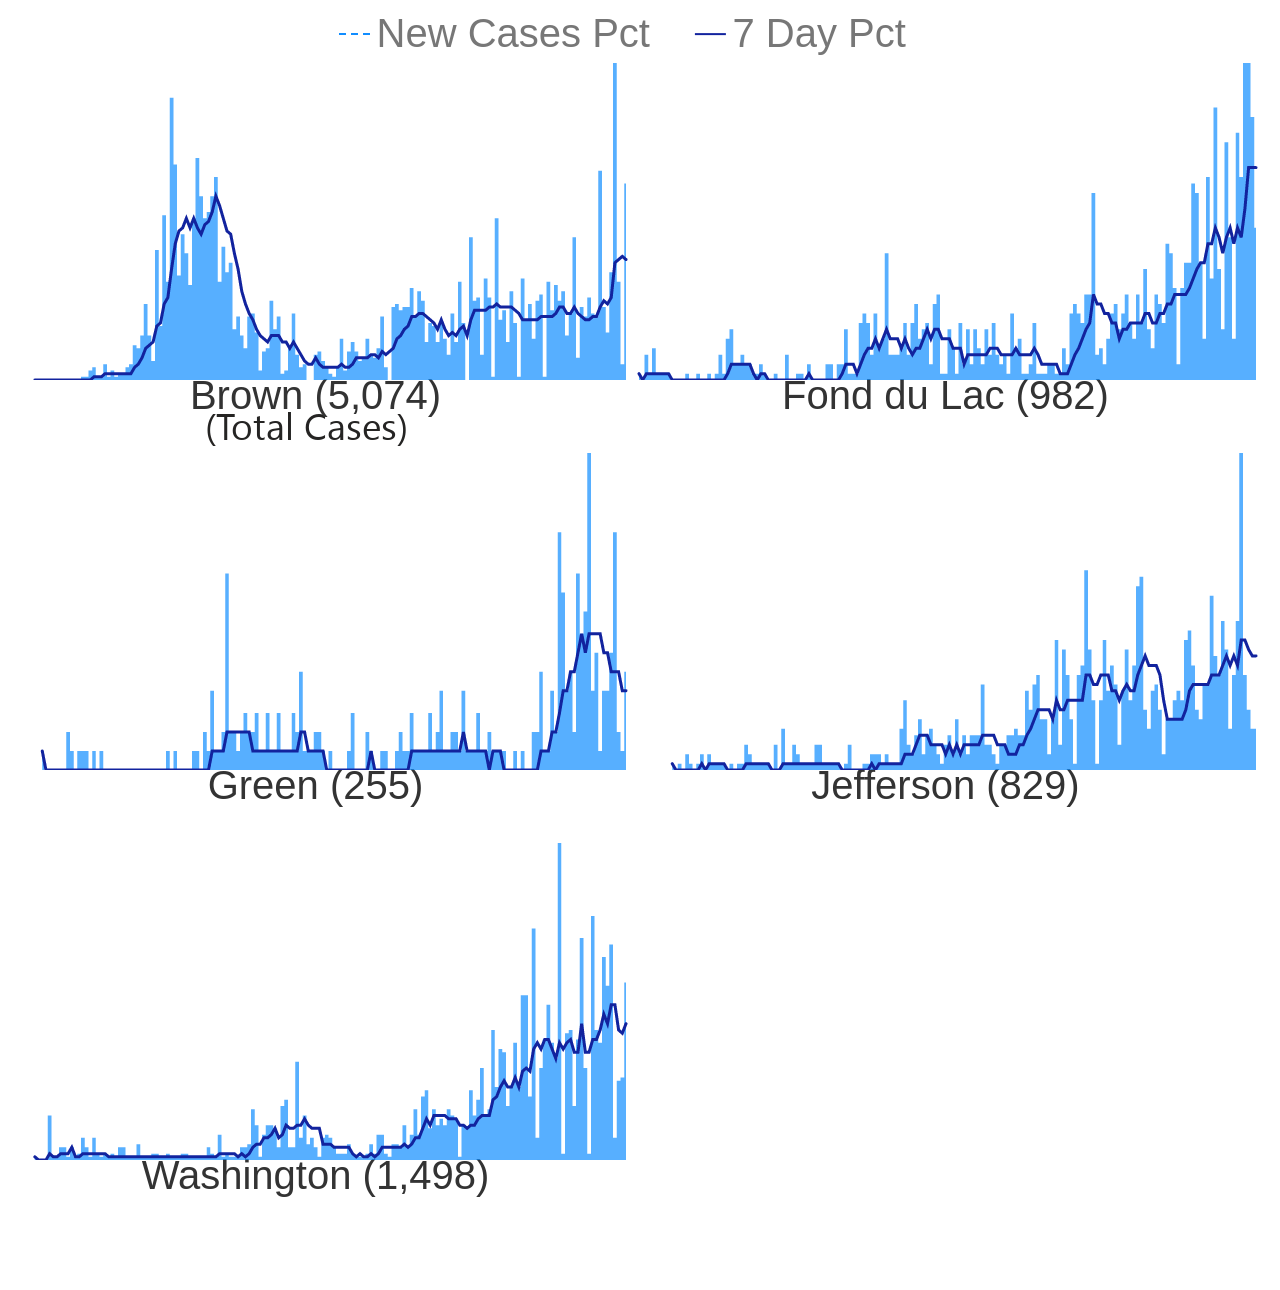 New Cases Pct 7 Day Pct
Brown (5,074)
(Total Cases)
Fond du Lac (982)
Green (255)
Jefferson (829)
Washington (1,498)